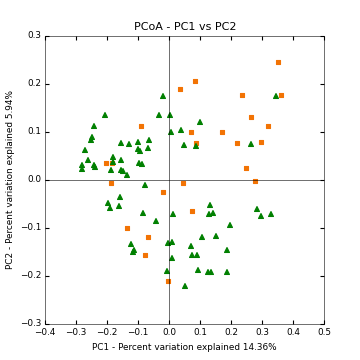 PCoA - PC1 vs PC2
0.3
0.2
0.1
0.0
−0.1
−0.2
−0.3
PC2 - Percent variation explained 5.94%
−0.4 −0.3 −0.2 −0.1 0.0 0.1 0.2 0.3 0.4 0.5
PC1 - Percent variation explained 14.36%